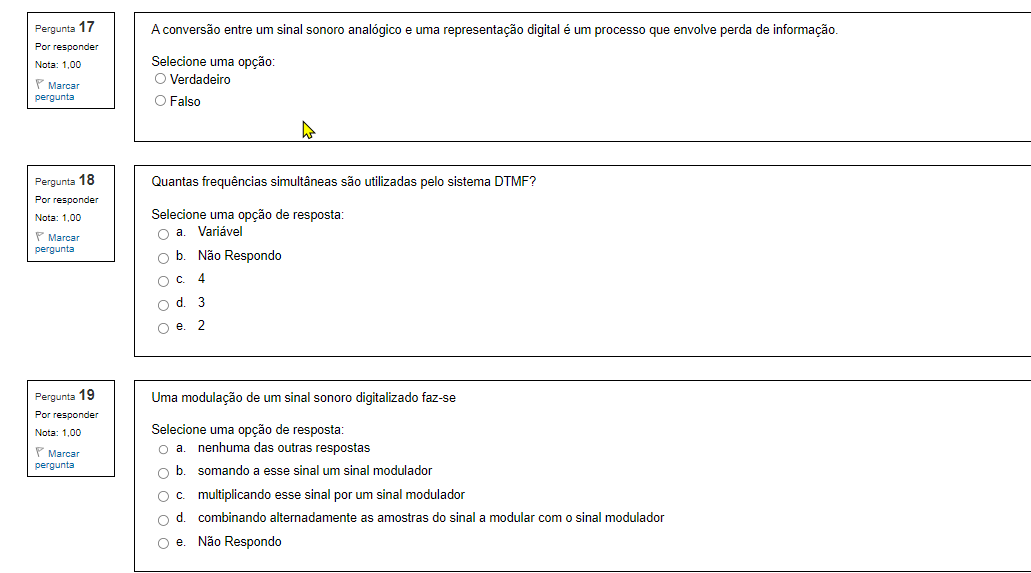 Pergunta 17
Por responder
Nota: 1,00
Marcar
pergunta
A conversão entre um sinal sonoro analógico e uma representação digital é um processo que envolve perda de informação.
Selecione uma opção:
Verdadeiro
Falso
Pergunta 18
Por responder
Nota: 1,00
Marcar
pergunta
Quantas frequências simultâneas são utilizadas pelo sistema DTMF?
Selecione uma opção de resposta:
a. Variável
b. Não Respondo
c. 4
d. 3
e. 2
Pergunta 19
Por responder
Nota: 1,00
Marcar
pergunta
Uma modulação de um sinal sonoro digitalizado faz-se
Selecione uma opção de resposta:
a. nenhuma das outras respostas
b. somando a esse sinal um sinal modulador
c. multiplicando esse sinal por um sinal modulador
d. combinando alternadamente as amostras do sinal a modular com o sinal modulador
e. Não Respondo